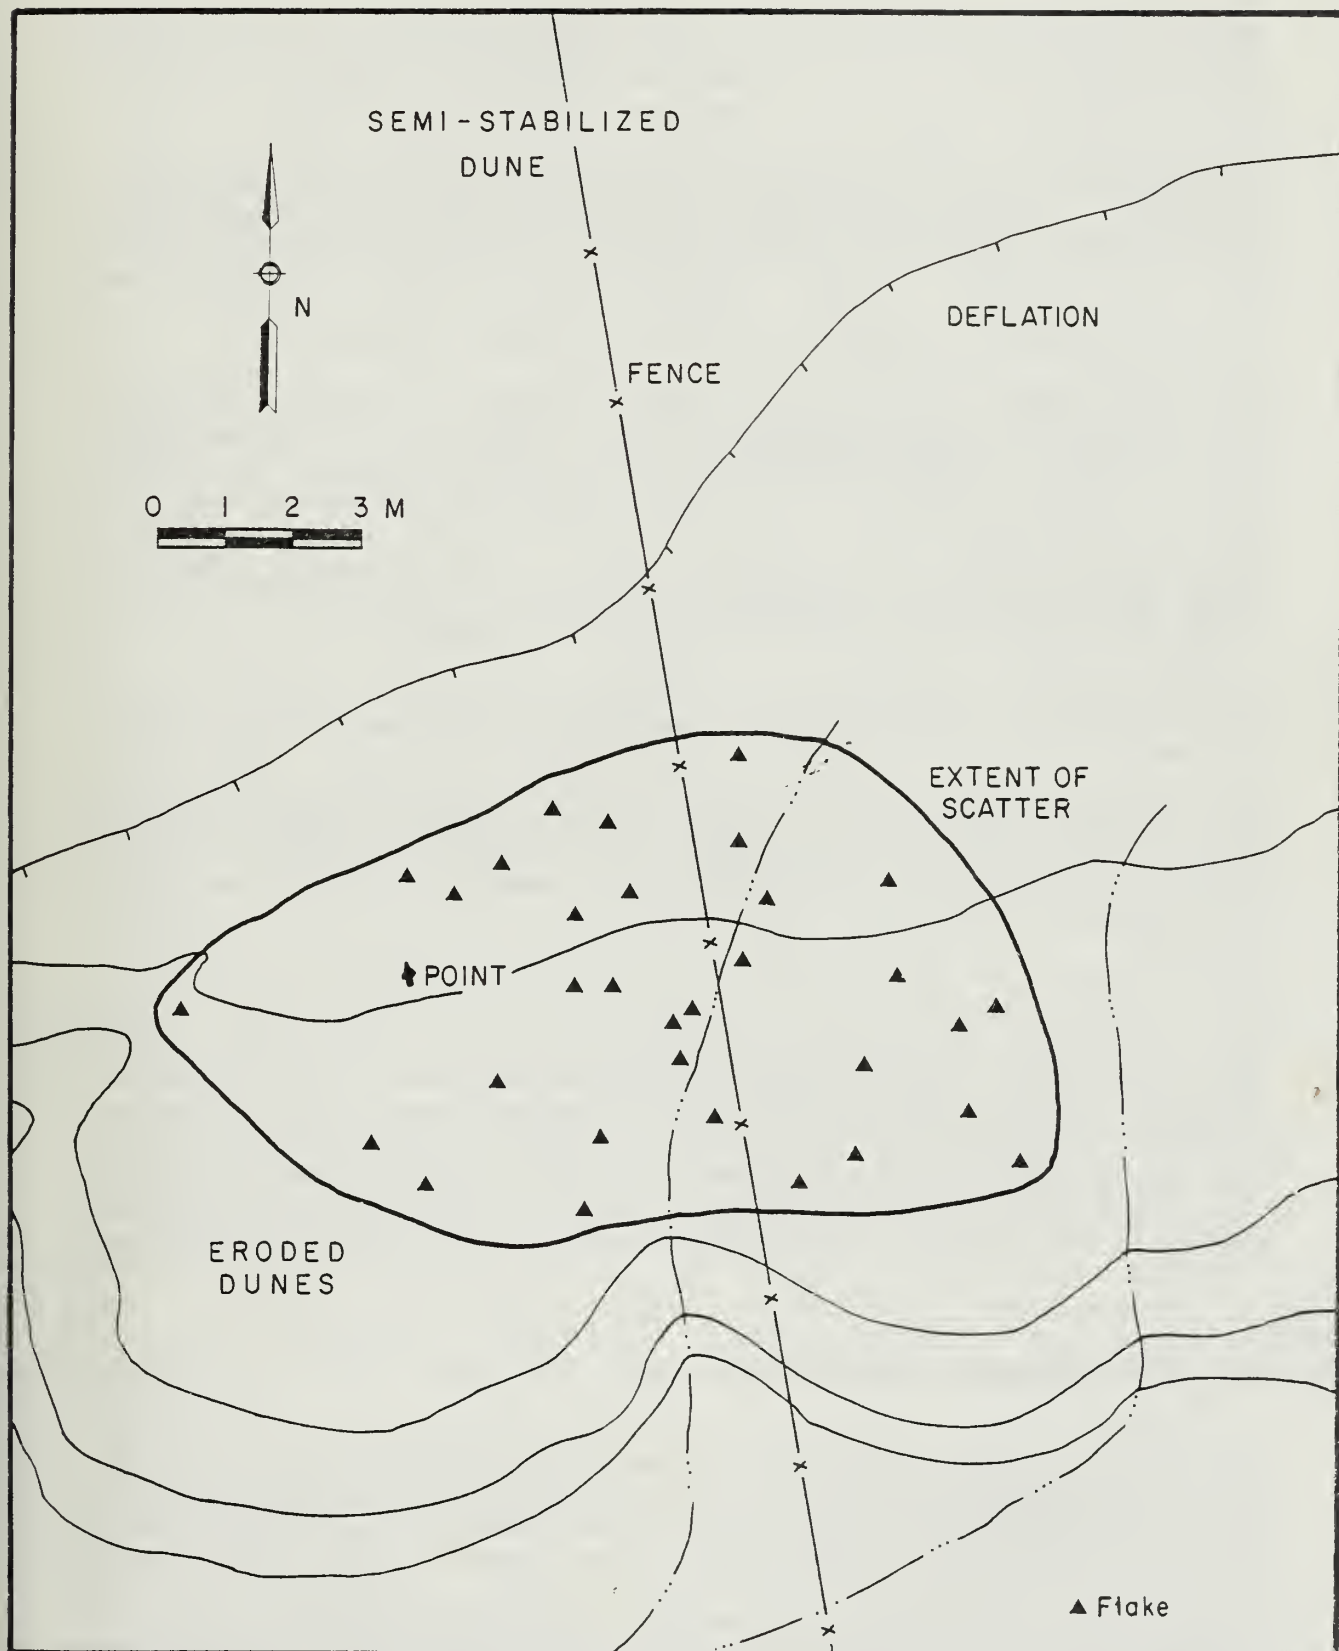 SEMI-STABILIZED
DUNE
N
DEFLATION
FENCE
0 1 2 3 M
EXTENT OF
SCATTER
POINT
ERODED
DUNES
Flake